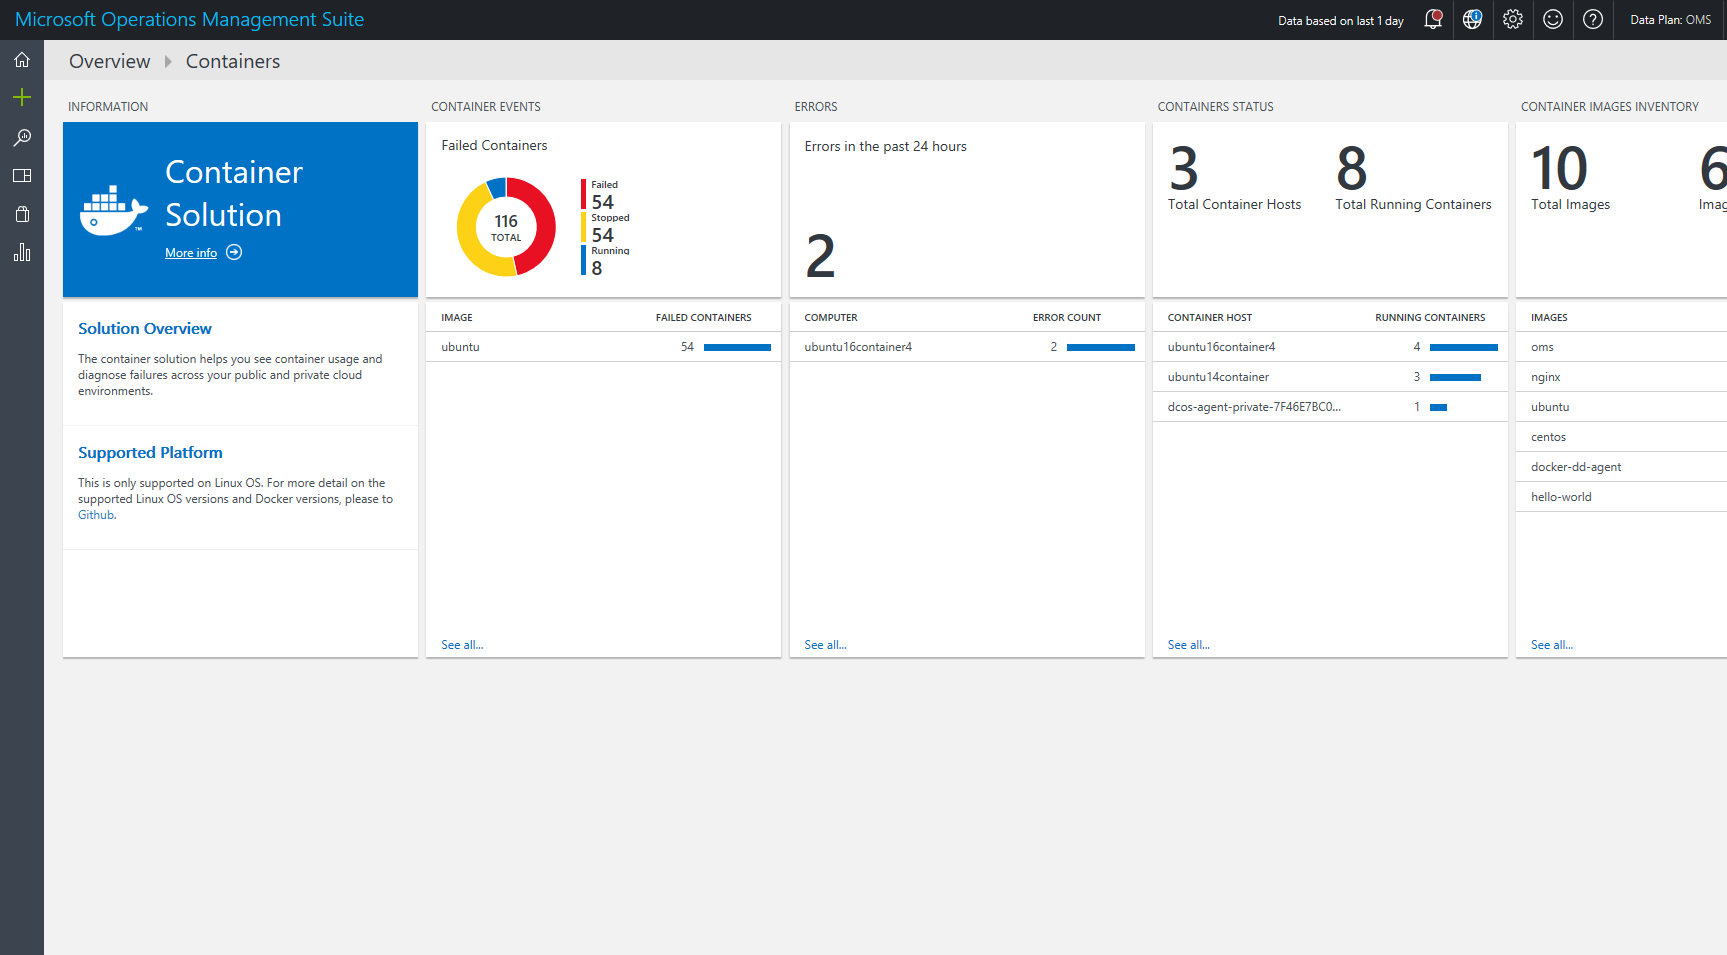 Microsoft Operations Management Suite
Data based on last 1 day
Data Plan: OMS
Overview
Containers
INFORMATION
Container
Solution
More info
Solution Overview
The container solution helps you see container usage and
diagnose failures across your public and private cloud
environments.
Supported Platform
This is only supported on Linux OS. For more detail on the
supported Linux OS versions and Docker versions, please to
Github.
CONTAINER EVENTS
Failed Containers
116
TOTAL
Failed
54
Stopped
54
Running
8
IMAGE FAILED CONTAINERS
ubuntu 54
See all...
ERRORS
Errors in the past 24 hours
2
COMPUTER ERROR COUNT
ubuntu16container4 2
See all...
CONTAINERS STATUS
3
Total Container Hosts
8
Total Running Containers
CONTAINER HOST RUNNING CONTAINERS
ubuntu16container4 4
ubuntu14container 3
dcos-agent-private-7F46E7BC0... 1
See all...
CONTAINER IMAGES INVENTORY
10
Total Images
6
IMAGES
oms
nginx
ubuntu
centos
docker-dd-agent
hello-world
See all...